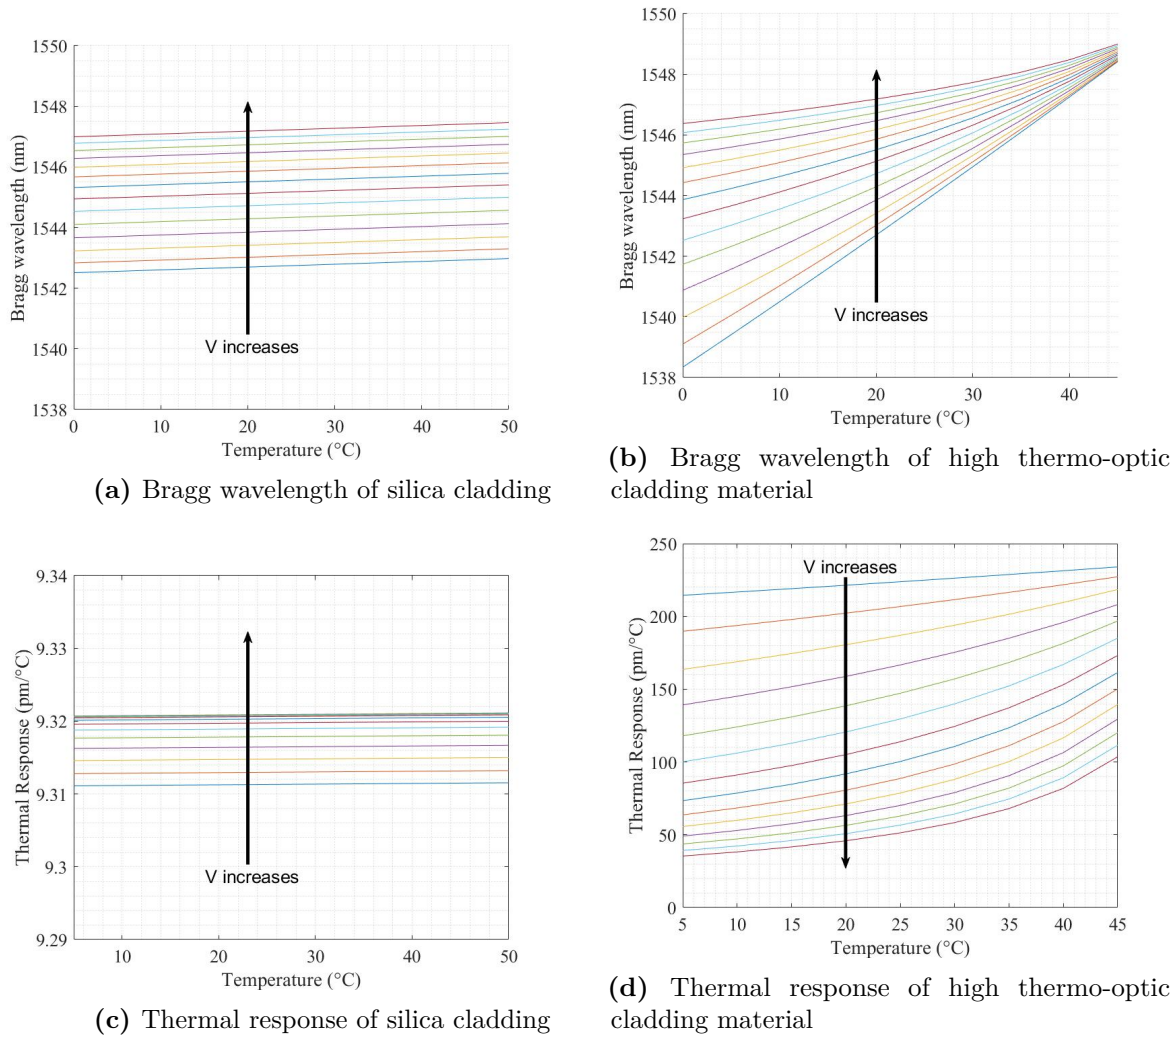 1550
1548
1546
1544
1542
1540
1538
Bragg wavelength (nm)
V increases
0 10 20 30 40 50
Temperature (°C)
(a) Bragg wavelength of silica cladding
1550
1548
1546
1544
1542
1540
1538
Bragg wavelength (nm)
V increases
0 10 20 30 40
Temperature (°C)
(b) Bragg wavelength of high thermo-optic
cladding material
9.34
9.33
9.32
9.31
9.3
9.29
Thermal Response (pm/°C)
V increases
10 20 30 40 50
Temperature (°C)
(c) Thermal response of silica cladding
250
200
150
100
50
0
Thermal Response (pm/°C)
V increases
5 10 15 20 25 30 35 40 45
Temperature (°C)
(d) Thermal response of high thermo-optic
cladding material